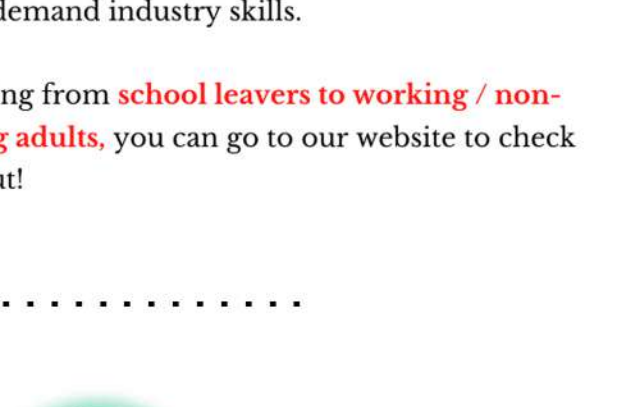 demand industry skills.
ng from school leavers to working / non-
g adults, you can go to our website to check
ut!
. . . . . . . . . . . . .